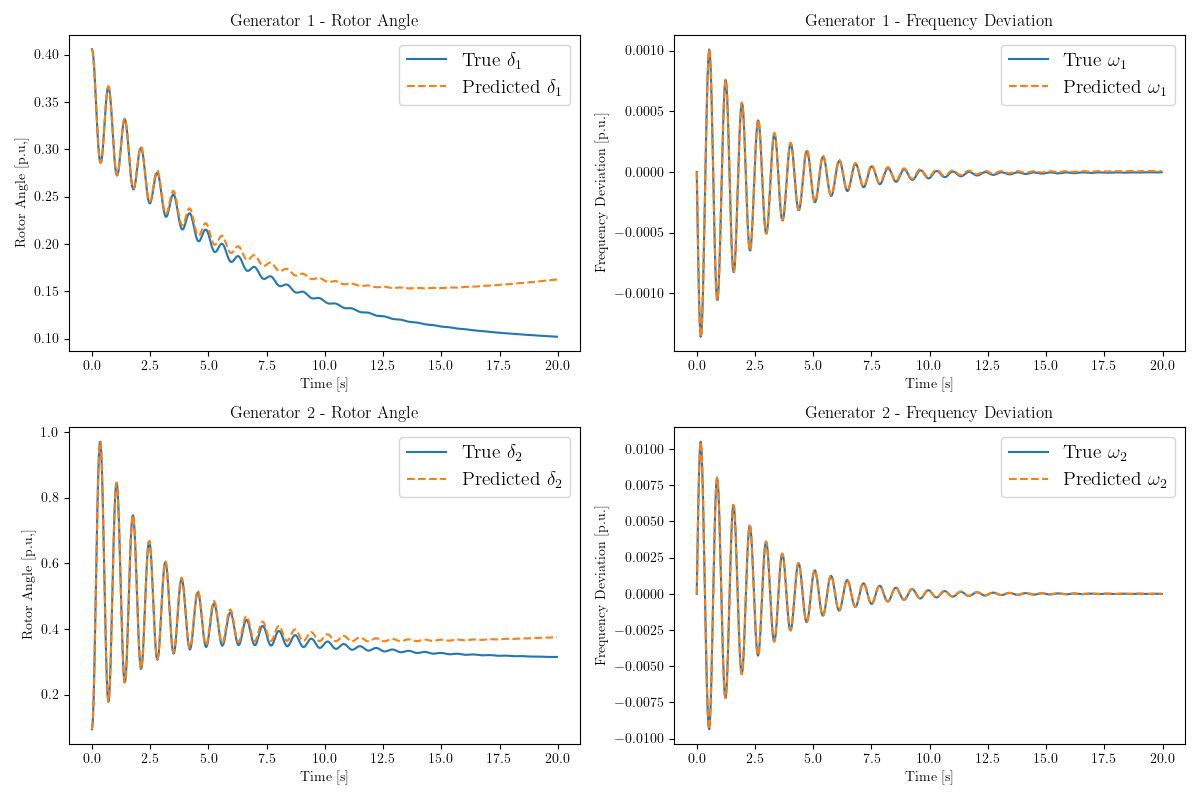 Generator 1 - Rotor Angle
0.40
0.35
0.30
0.25
0.20
0.15
0.10
Rotor Angle [p.u.]
True δ₁
Predicted δ₁
0.0 2.5 5.0 7.5 10.0 12.5 15.0 17.5 20.0
Time [s]
Generator 1 - Frequency Deviation
0.0010
0.0005
0.0000
−0.0005
−0.0010
Frequency Deviation [p.u.]
True ω₁
Predicted ω₁
0.0 2.5 5.0 7.5 10.0 12.5 15.0 17.5 20.0
Time [s]
Generator 2 - Rotor Angle
1.0
0.8
0.6
0.4
0.2
Rotor Angle [p.u.]
True δ₂
Predicted δ₂
0.0 2.5 5.0 7.5 10.0 12.5 15.0 17.5 20.0
Time [s]
Generator 2 - Frequency Deviation
0.0100
0.0075
0.0050
0.0025
0.0000
−0.0025
−0.0050
−0.0075
−0.0100
Frequency Deviation [p.u.]
True ω₂
Predicted ω₂
0.0 2.5 5.0 7.5 10.0 12.5 15.0 17.5 20.0
Time [s]